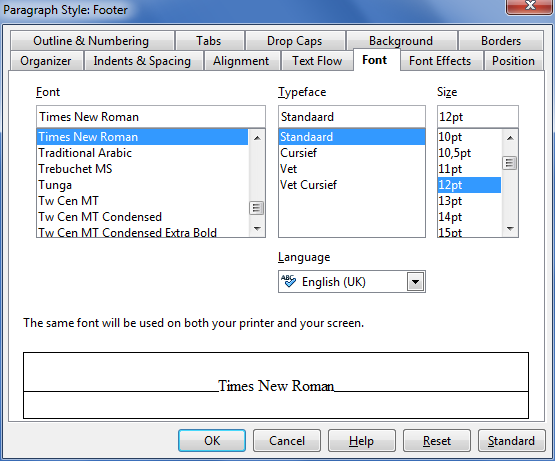 Paragraph Style: Footer
Outline & Numbering Tabs Drop Caps Background Borders
Organizer Indents & Spacing Alignment Text Flow Font Font Effects Position
Font Typeface Size
Times New Roman Standaard 12pt
Times New Roman Standaard 10pt
Traditional Arabic Cursief 10,5pt
Trebuchet MS Vet 11pt
Tunga Vet Cursief 12pt
Tw Cen MT 13pt
Tw Cen MT Condensed 14pt
Tw Cen MT Condensed Extra Bold 15pt
Language
ABC English (UK)
The same font will be used on both your printer and your screen.
Times New Roman
OK Cancel Help Reset Standard